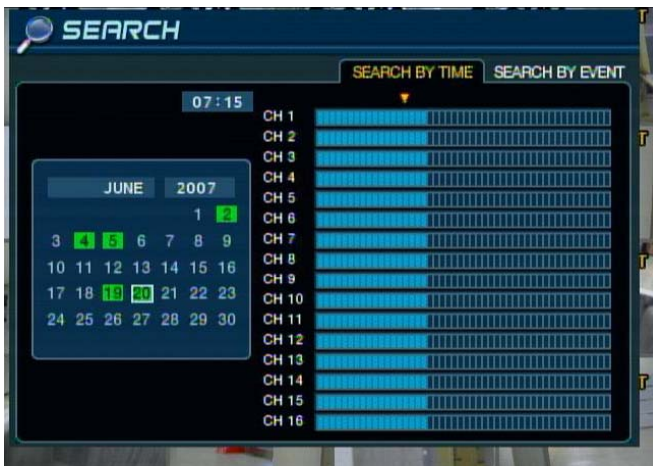 SEARCH
SEARCH BY TIME SEARCH BY EVENT
07:15
JUNE 2007
1 2
3 4 5 6 7 8 9
10 11 12 13 14 15 16
17 18 19 20 21 22 23
24 25 26 27 28 29 30
CH 1
CH 2
CH 3
CH 4
CH 5
CH 6
CH 7
CH 8
CH 9
CH 10
CH 11
CH 12
CH 13
CH 14
CH 15
CH 16
T
T
T
T